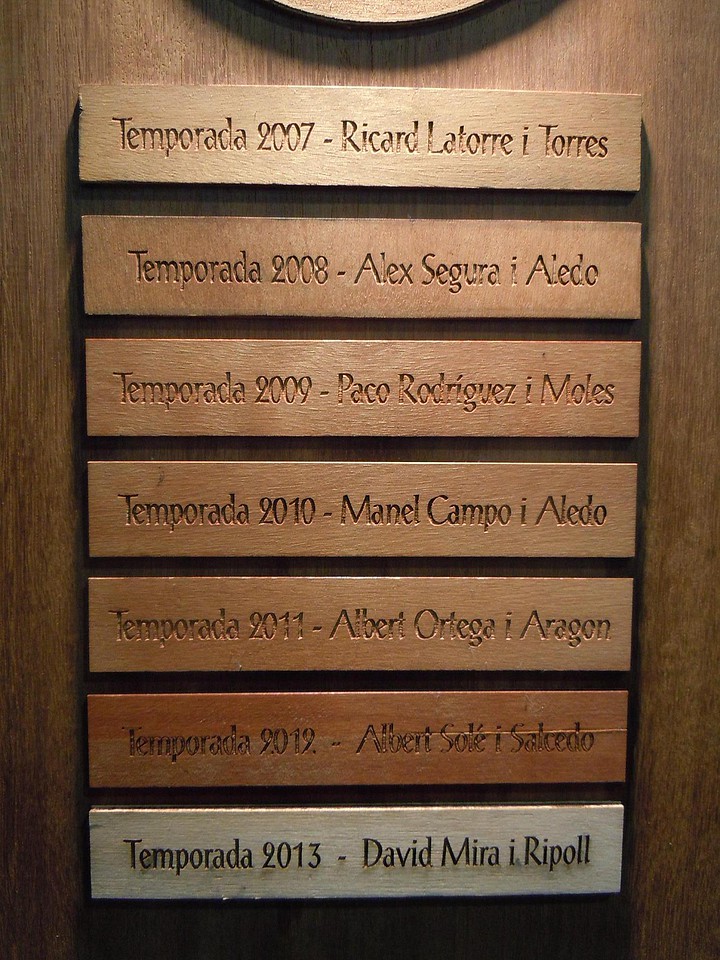 Temporada 2007 - Ricard Latorre i Torres
Temporada 2008 - Alex Segura i Aledo
Temporada 2009 - Paco Rodríguez i Moles
Temporada 2010 - Manel Campo i Aledo
Temporada 2011 - Albert Ortega i Aragon
Temporada 2012 - Albert Solé i Salcedo
Temporada 2013 - David Mira i Ripoll